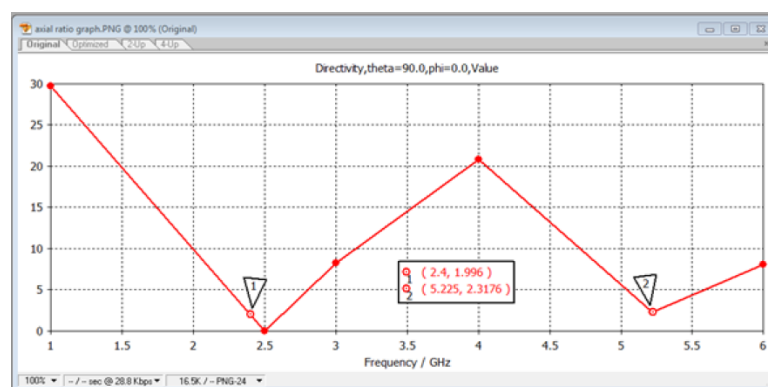 axial ratio graph.PNG @ 100% (Original)
Original Optimized 2-Up 4-Up
Directivity,theta=90.0,phi=0.0,Value
30
25
20
15
10
5
0
1 2
1 ( 2.4, 1.996 )
2 ( 5.225, 2.3176 )
1 1.5 2 2.5 3 3.5 4 4.5 5 5.5 6
Frequency / GHz
100% -- / -- sec @ 28.8 Kbps 16.5K / -- PNG-24